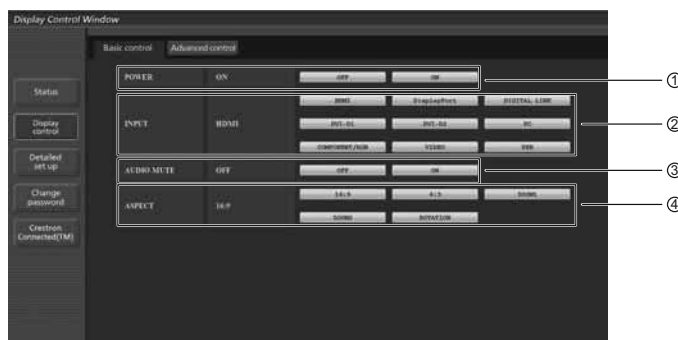 Display Control Window
Basic control Advanced control
POWER ON OFF ON ①
Status
HDMI DisplayPort DIGITAL LINK
Display control
INPUT HDMI DVI-D1 DVI-D2 PC ②
COMPONENT/RGB VIDEO USB
Detailed set up
AUDIO MUTE OFF OFF ON ③
Change password
ASPECT 16:9 16:9 4:3 ZOOM1 ④
ZOOM2 ROTATION
Crestron Connected(TM)